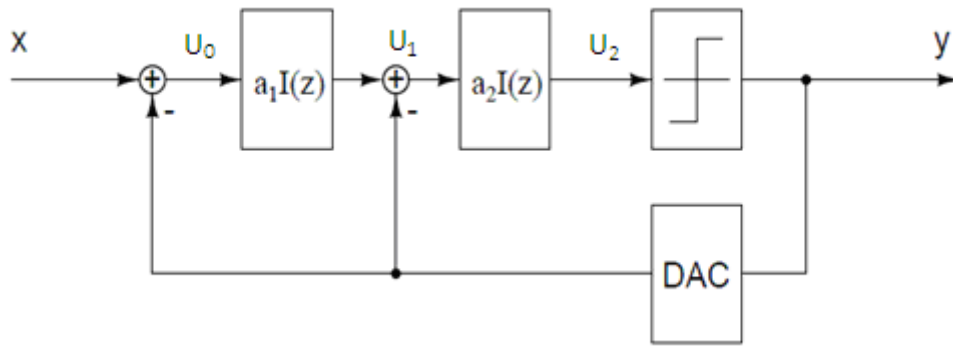 x U₀ U₁ U₂ y
+ a₁I(z) + a₂I(z)
- -
DAC